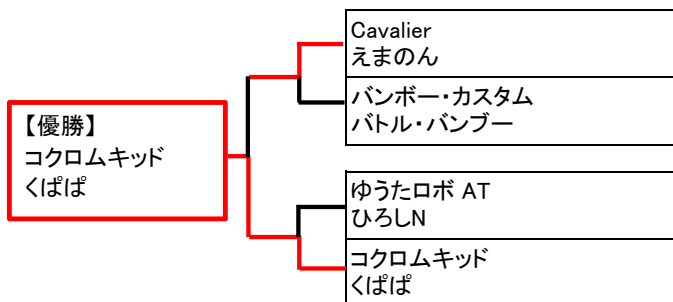 【優勝】
コクロムキッド
くぱぱ
Cavalier
えまのん
バンボー・カスタム
バトル・バンブー
ゆうたロボ AT
ひろしN
コクロムキッド
くぱぱ